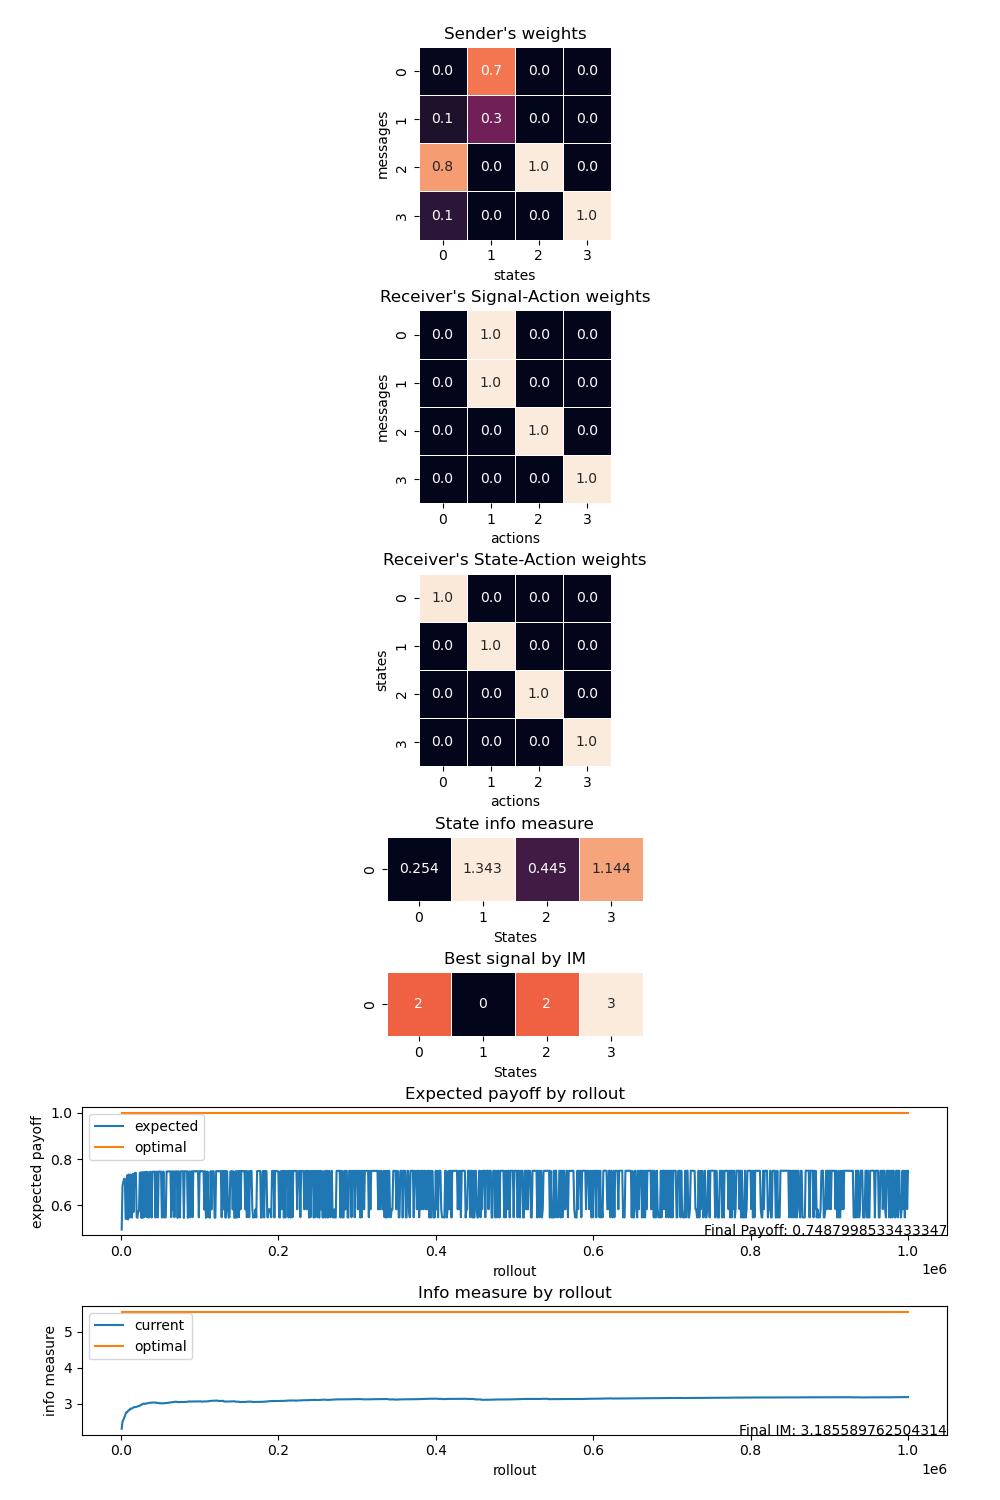 Sender's weights
0 0.0 0.7 0.0 0.0
1 0.1 0.3 0.0 0.0
2 0.8 0.0 1.0 0.0
3 0.1 0.0 0.0 1.0
messages
0 1 2 3
states
Receiver's Signal-Action weights
0 0.0 1.0 0.0 0.0
1 0.0 1.0 0.0 0.0
2 0.0 0.0 1.0 0.0
3 0.0 0.0 0.0 1.0
messages
0 1 2 3
actions
Receiver's State-Action weights
0 1.0 0.0 0.0 0.0
1 0.0 1.0 0.0 0.0
2 0.0 0.0 1.0 0.0
3 0.0 0.0 0.0 1.0
states
0 1 2 3
actions
State info measure
0 0.254 1.343 0.445 1.144
0 1 2 3
States
Best signal by IM
0 2 0 2 3
0 1 2 3
States
Expected payoff by rollout
expected payoff
1.0
0.8
0.6
expected
optimal
Final Payoff: 0.7487998533433347
0.0 0.2 0.4 0.6 0.8 1.0
1e6
rollout
Info measure by rollout
info measure
5
4
3
current
optimal
Final IM: 3.185589762504314
0.0 0.2 0.4 0.6 0.8 1.0
1e6
rollout